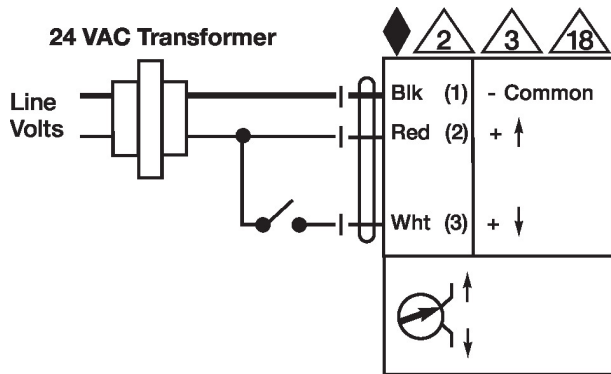 24 VAC Transformer
2 3 18
Line
Volts
Blk (1) - Common
Red (2) + ↑
Wht (3) + ↓